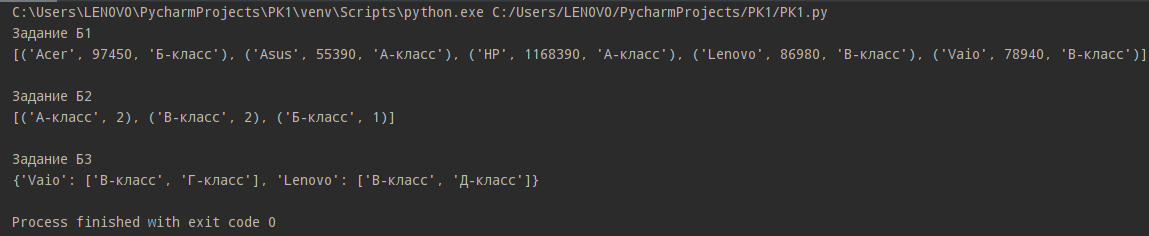 C:\Users\LENOVO\PycharmProjects\PK1\venv\Scripts\python.exe C:/Users/LENOVO/PycharmProjects/PK1/PK1.py
Задание Б1
[('Acer', 97450, 'Б-класс'), ('Asus', 55390, 'А-класс'), ('HP', 1168390, 'А-класс'), ('Lenovo', 86980, 'В-класс'), ('Vaio', 78940, 'В-класс')]
Задание Б2
[('А-класс', 2), ('В-класс', 2), ('Б-класс', 1)]
Задание Б3
{'Vaio': ['В-класс', 'Г-класс'], 'Lenovo': ['В-класс', 'Д-класс']}
Process finished with exit code 0